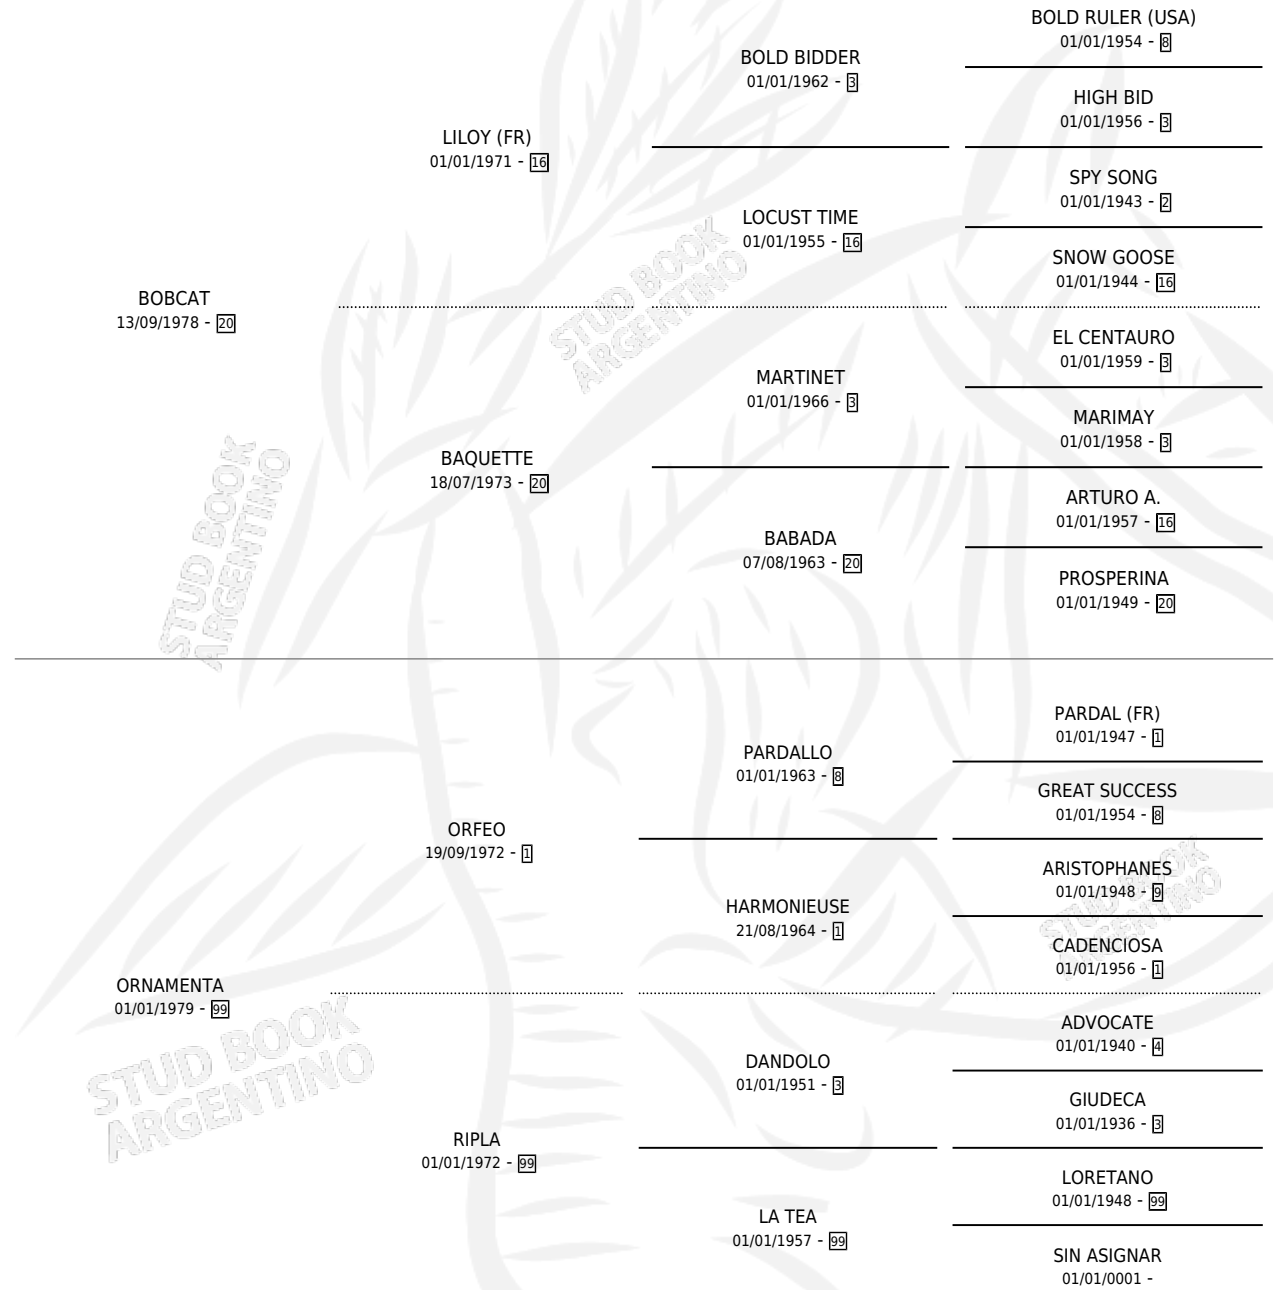 BOLD RULER (USA)
01/01/1954 - 8
BOLD BIDDER
01/01/1962 - 3
HIGH BID
01/01/1956 - 3
LILOY (FR)
01/01/1971 - 16
SPY SONG
01/01/1943 - 2
LOCUST TIME
01/01/1955 - 16
SNOW GOOSE
01/01/1944 - 16
BOBCAT
13/09/1978 - 20
EL CENTAURO
01/01/1959 - 3
MARTINET
01/01/1966 - 3
MARIMAY
01/01/1958 - 3
BAQUETTE
18/07/1973 - 20
ARTURO A.
01/01/1957 - 16
BABADA
07/08/1963 - 20
PROSPERINA
01/01/1949 - 20
PARDAL (FR)
01/01/1947 - 1
PARDALLO
01/01/1963 - 8
GREAT SUCCESS
01/01/1954 - 8
ORFEO
19/09/1972 - 1
ARISTOPHANES
01/01/1948 - 9
HARMONIEUSE
21/08/1964 - 1
CADENCIOSA
01/01/1956 - 1
ORNAMENTA
01/01/1979 - 99
ADVOCATE
01/01/1940 - 4
DANDOLO
01/01/1951 - 3
GIUDECA
01/01/1936 - 3
RIPLA
01/01/1972 - 99
LORETANO
01/01/1948 - 99
LA TEA
01/01/1957 - 99
SIN ASIGNAR
01/01/0001 -
STUD BOOK
ARGENTINO
STUD BOOK
ARGENTINO
STUD BOOK
ARGENTINO
STUD BOOK
ARGENTINO